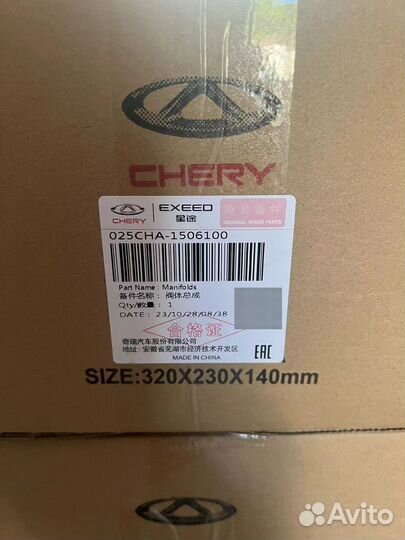 CHERY
CHERY
EXEED
星途
原装备件
ORIGINAL SPARE PARTS
025CHA-1506100
Part Name : Manifolds
备件名称： 阀体总成
Qty/数量： 1
DATE : 23/10/28/08/38
合格证
奇瑞汽车股份有限公司
地址: 安徽省芜湖市经济技术开发区
MADE IN CHINA
EAC
SIZE:320X230X140mm
Avito